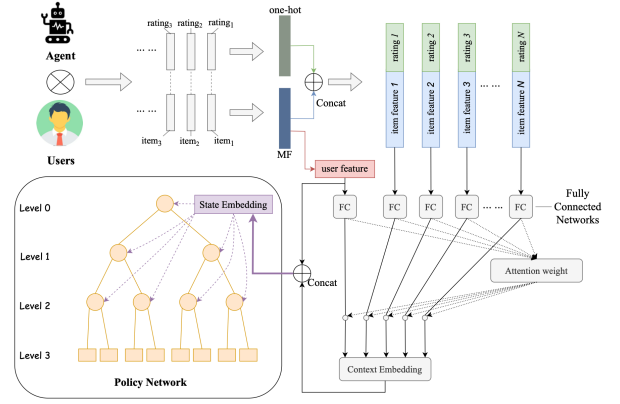 one-hot
rating3 rating2 rating1
Agent
... ...
Concat
Users
... ...
item3 item2 item1
MF
rating 1
rating 2
rating 3
rating N
item feature 1
item feature 2
item feature 3
... ...
item feature N
user feature
FC FC FC FC ... ... FC
Fully
Connected
Networks
Level 0
State Embedding
Level 1
Concat
Attention weight
Level 2
Level 3
Context Embedding
Policy Network